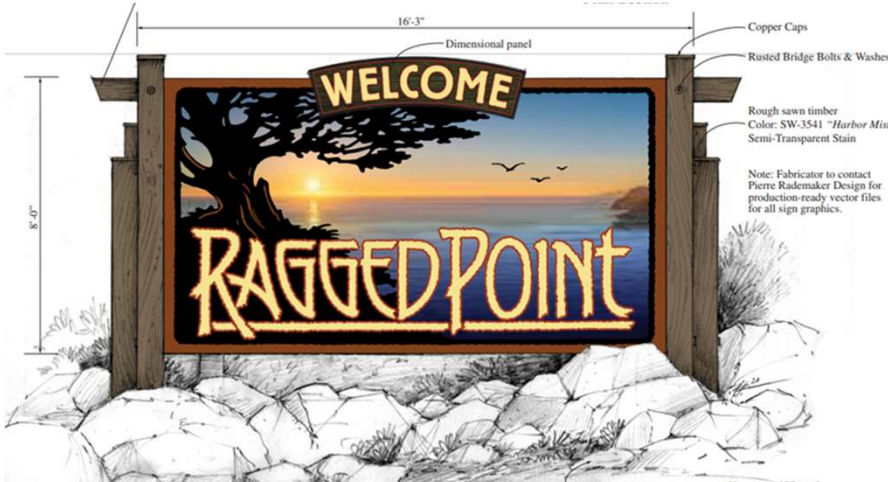 16'-3"
Copper Caps
Dimensional panel
Rusted Bridge Bolts & Washes
WELCOME
Rough sawn timber
Color: SW-3541 "Harbor Mist
Semi-Transparent Stain
8'-0"
Note: Fabricator to contact
Pierre Rademaker Design for
production-ready vector files
for all sign graphics.
RAGGED POINT